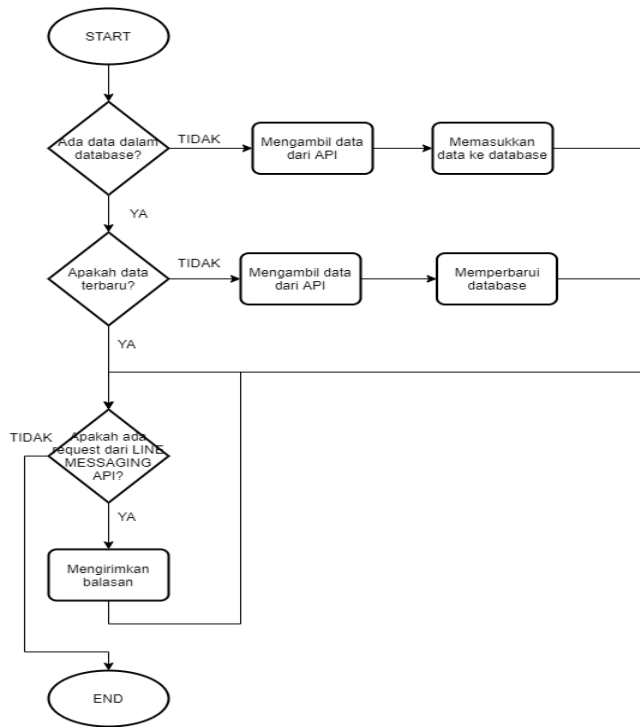 START
Ada data dalam
database?
TIDAK
Mengambil data
dari API
Memasukkan
data ke database
YA
Apakah data
terbaru?
TIDAK
Mengambil data
dari API
Memperbarui
database
YA
TIDAK
Apakah ada
request dari LINE
MESSAGING
API?
YA
Mengirimkan
balasan
END